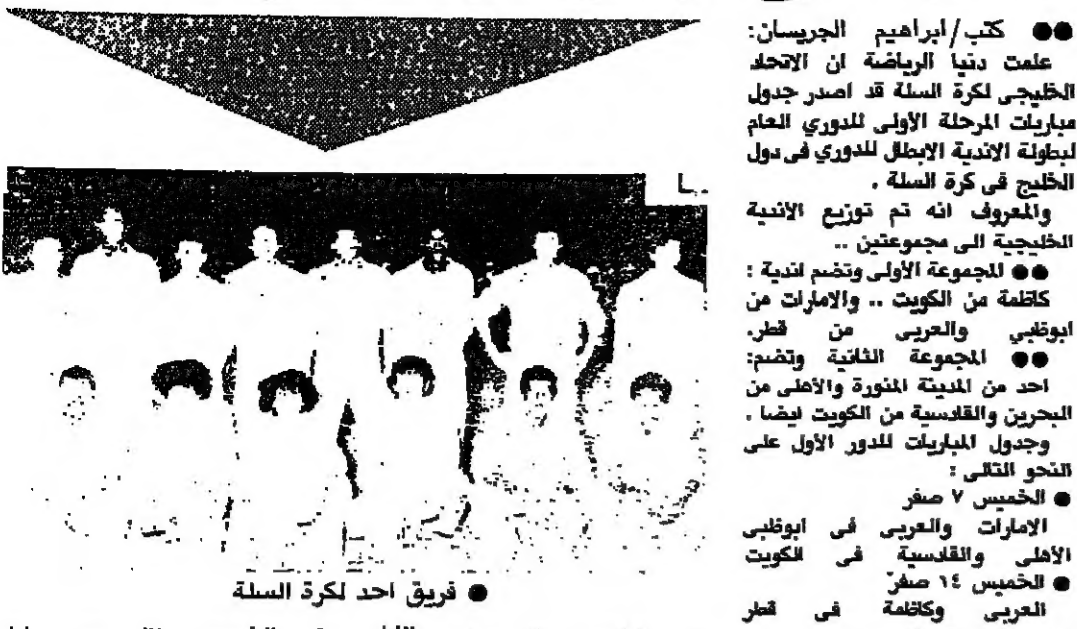 ●● كتب/ابراهيم الجريسان:
علمت دنيا الرياضة ان الاتحاد
الخليجى لكرة السلة قد اصدر جدول
مباريات المرحلة الأولى للدوري العام
لبطولة الاندية الابطال للدوري فى دول
الخليج فى كرة السلة .
والمعروف انه تم توزيع الاندية
الخليجية الى مجموعتين ..
●● المجموعة الأولى وتضم اندية :
كاظمة من الكويت .. والامارات من
ابوظبي والعربى من قطر.
●● المجموعة الثانية وتضم:
احد من المدينة المنورة والأهلى من
البحرين والقادسية من الكويت ايضا .
وجدول المباريات للدور الأول على
النحو التالى :
● الخميس ٧ صفر
الامارات والعربى فى ابوظبى
الأهلى والقادسية فى الكويت
● الخميس ١٤ صفر
العربى وكاظمة فى قطر
● فريق احد لكرة السلة